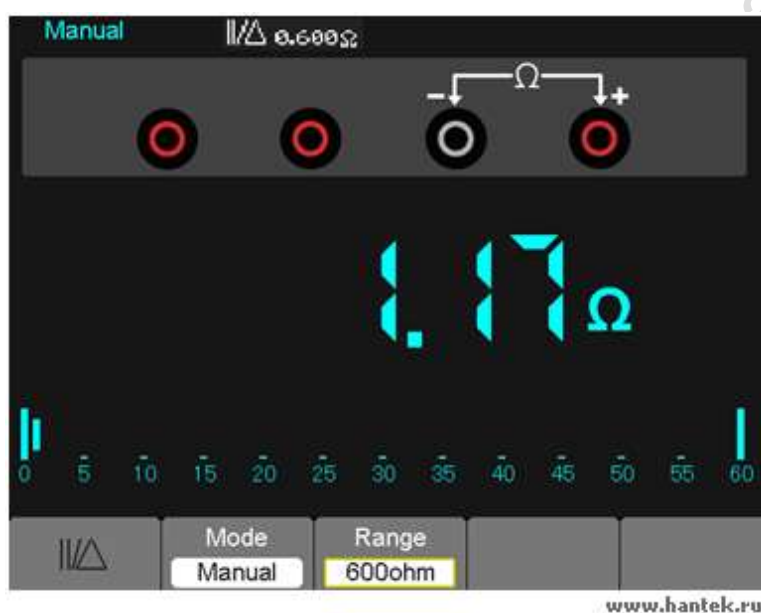 Manual 0.600Ω
- Ω +
1.17 Ω
0 5 10 15 20 25 30 35 40 45 50 55 60
Mode Range
Manual 600ohm
www.hantek.ru